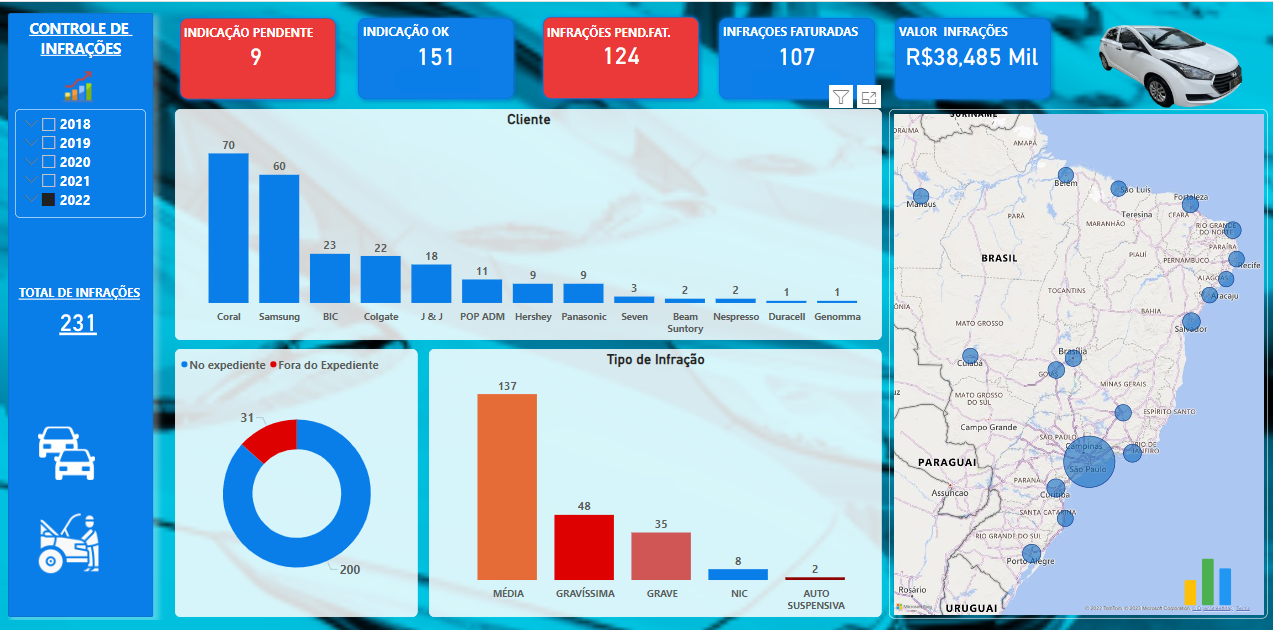 CONTROLE DE
INFRAÇÕES
2018
2019
2020
2021
2022
TOTAL DE INFRAÇÕES
231
INDICAÇÃO PENDENTE
9
INDICAÇÃO OK
151
INFRAÇÕES PEND.FAT.
124
INFRAÇOES FATURADAS
107
VALOR INFRAÇÕES
R$38,485 Mil
Cliente
70
60
23
22
18
11
9
9
3
2
2
1
1
Coral
Samsung
BIC
Colgate
J & J
POP ADM
Hershey
Panasonic
Seven
Beam
Suntory
Nespresso
Duracell
Genomma
No expediente
Fora do Expediente
31
200
Tipo de Infração
137
48
35
8
2
MÉDIA
GRAVÍSSIMA
GRAVE
NIC
AUTO
SUSPENSIVA
SURINAME
RORAIMA
AMAPÁ
Belém
São Luís
Manaus
Fortaleza
PARÁ
MARANHÃO
Teresina
CEARÁ
RIO GRANDE
DO NORTE
PARAÍBA
PIAUÍ
PERNAMBUCO
Recife
BRASIL
ALAGOAS
TOCANTINS
Aracaju
BAHIA
MATO GROSSO
Salvador
Brasília
Cuiabá
GOIÁS
MINAS GERAIS
MATO GROSSO
DO SUL
ESPÍRITO SANTO
Campo Grande
SÃO PAULO
Campinas
RIO DE
JANEIRO
PARAGUAI
São Paulo
PARANÁ
Assuncao
Curitiba
SANTA CATARINA
RIO GRANDE DO SUL
Porto Alegre
Rosário
URUGUAI
Microsoft Bing
© 2023 TomTom, © 2023 Microsoft Corporation